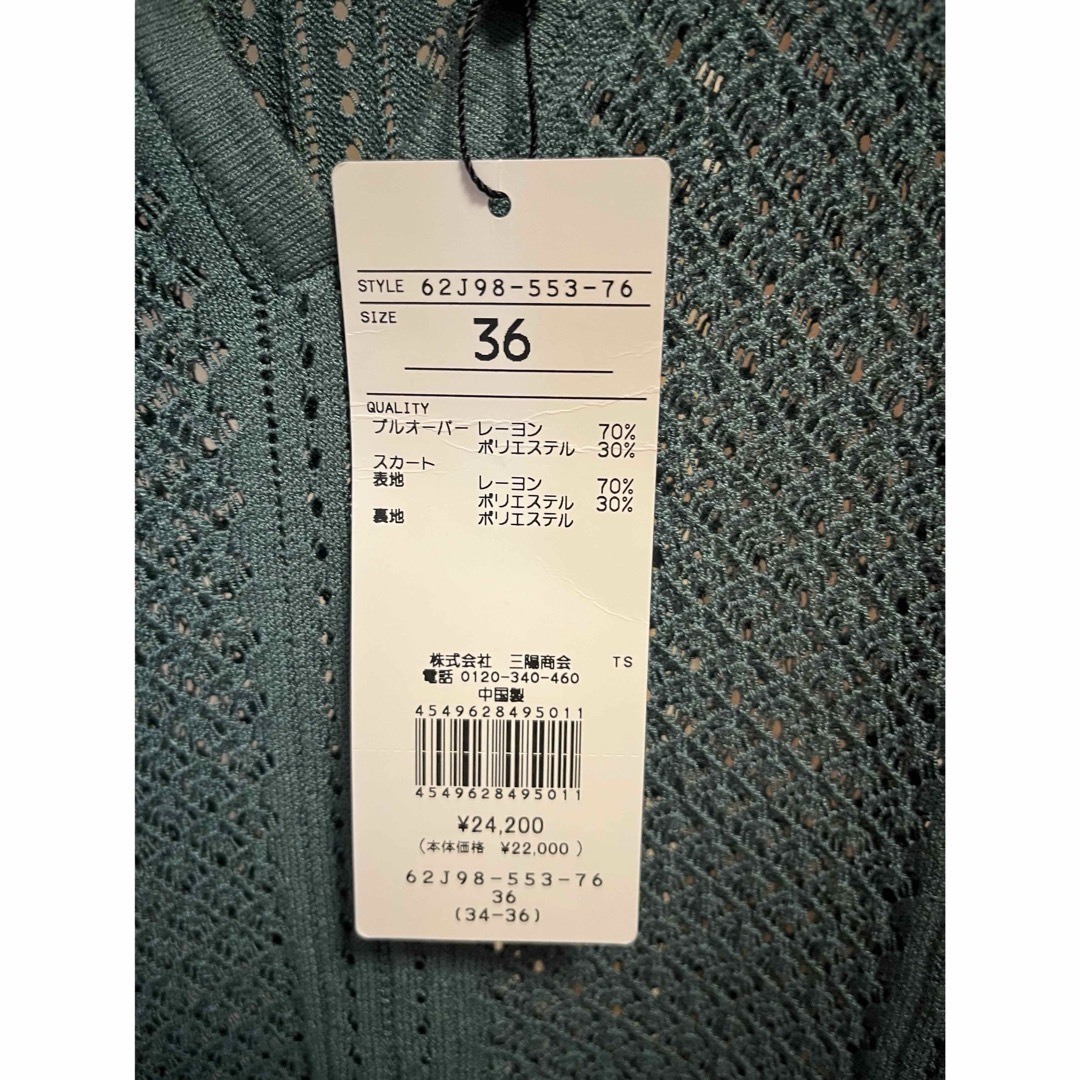 STYLE 62J98-553-76
SIZE
36
QUALITY
プルオーバー レーヨン 70%
ポリエステル 30%
スカート
表地 レーヨン 70%
ポリエステル 30%
裏地 ポリエステル
株式会社 三陽商会 TS
電話 0120-340-460
中国製
4549628495011
4549628495011
¥24,200
(本体価格 ¥22,000)
62J98-553-76
36
(34-36)